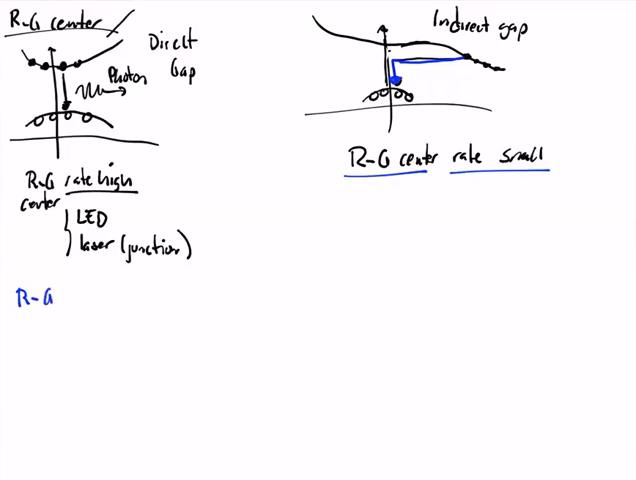 R-G center
Direct
Gap
Photon
R-G rate high
center
LED
laser (junction)
Indirect gap
R-G center rate small
R-G